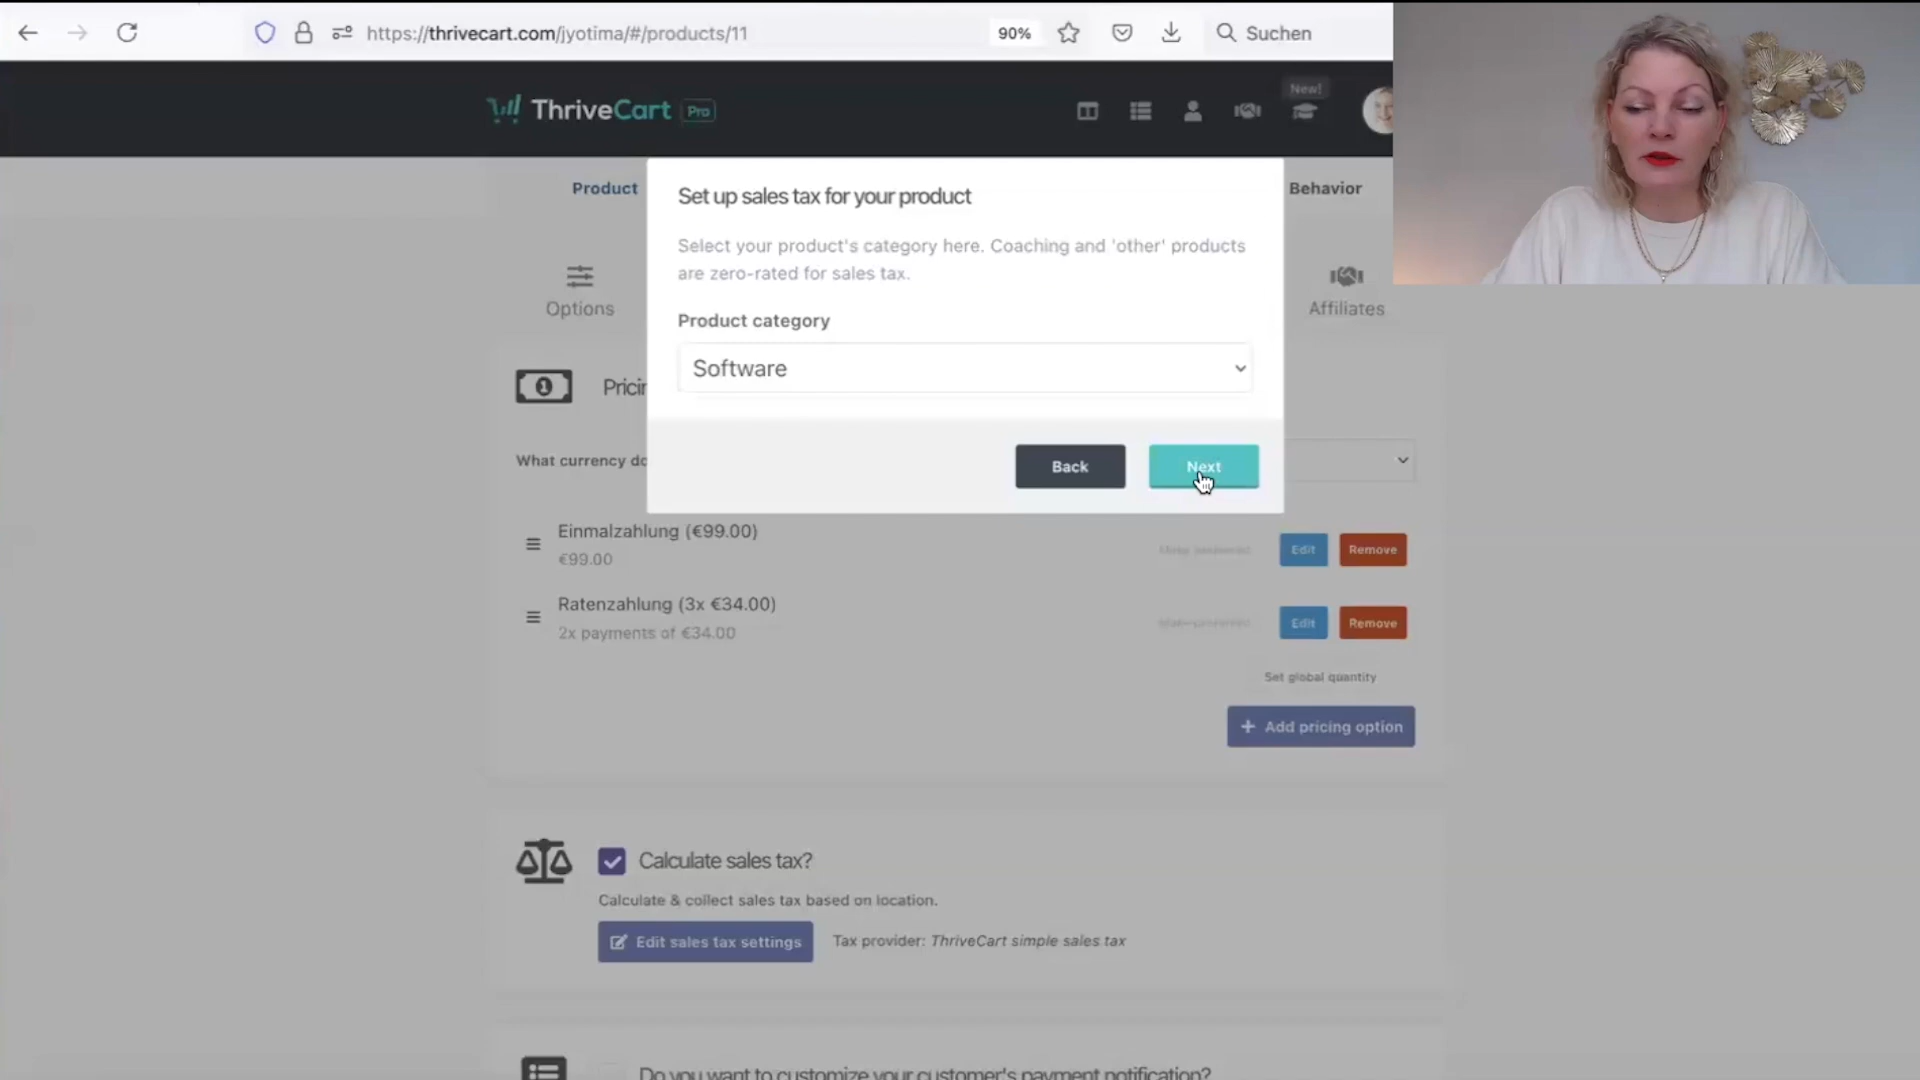 https://thrivecart.com/jyotima/#/products/11
90%
Suchen
ThriveCart Pro
New!
Product
Behavior
Set up sales tax for your product
Select your product's category here. Coaching and 'other' products
are zero-rated for sales tax.
Options
Affiliates
Product category
Software
Pricin
Back
Next
What currency do
Einmalzahlung (€99.00)
€99.00
Edit
Remove
Ratenzahlung (3x €34.00)
2x payments of €34.00
Edit
Remove
Set global quantity
+ Add pricing option
Calculate sales tax?
Calculate & collect sales tax based on location.
Edit sales tax settings
Tax provider: ThriveCart simple sales tax
Do you want to customize your customer's payment notification?